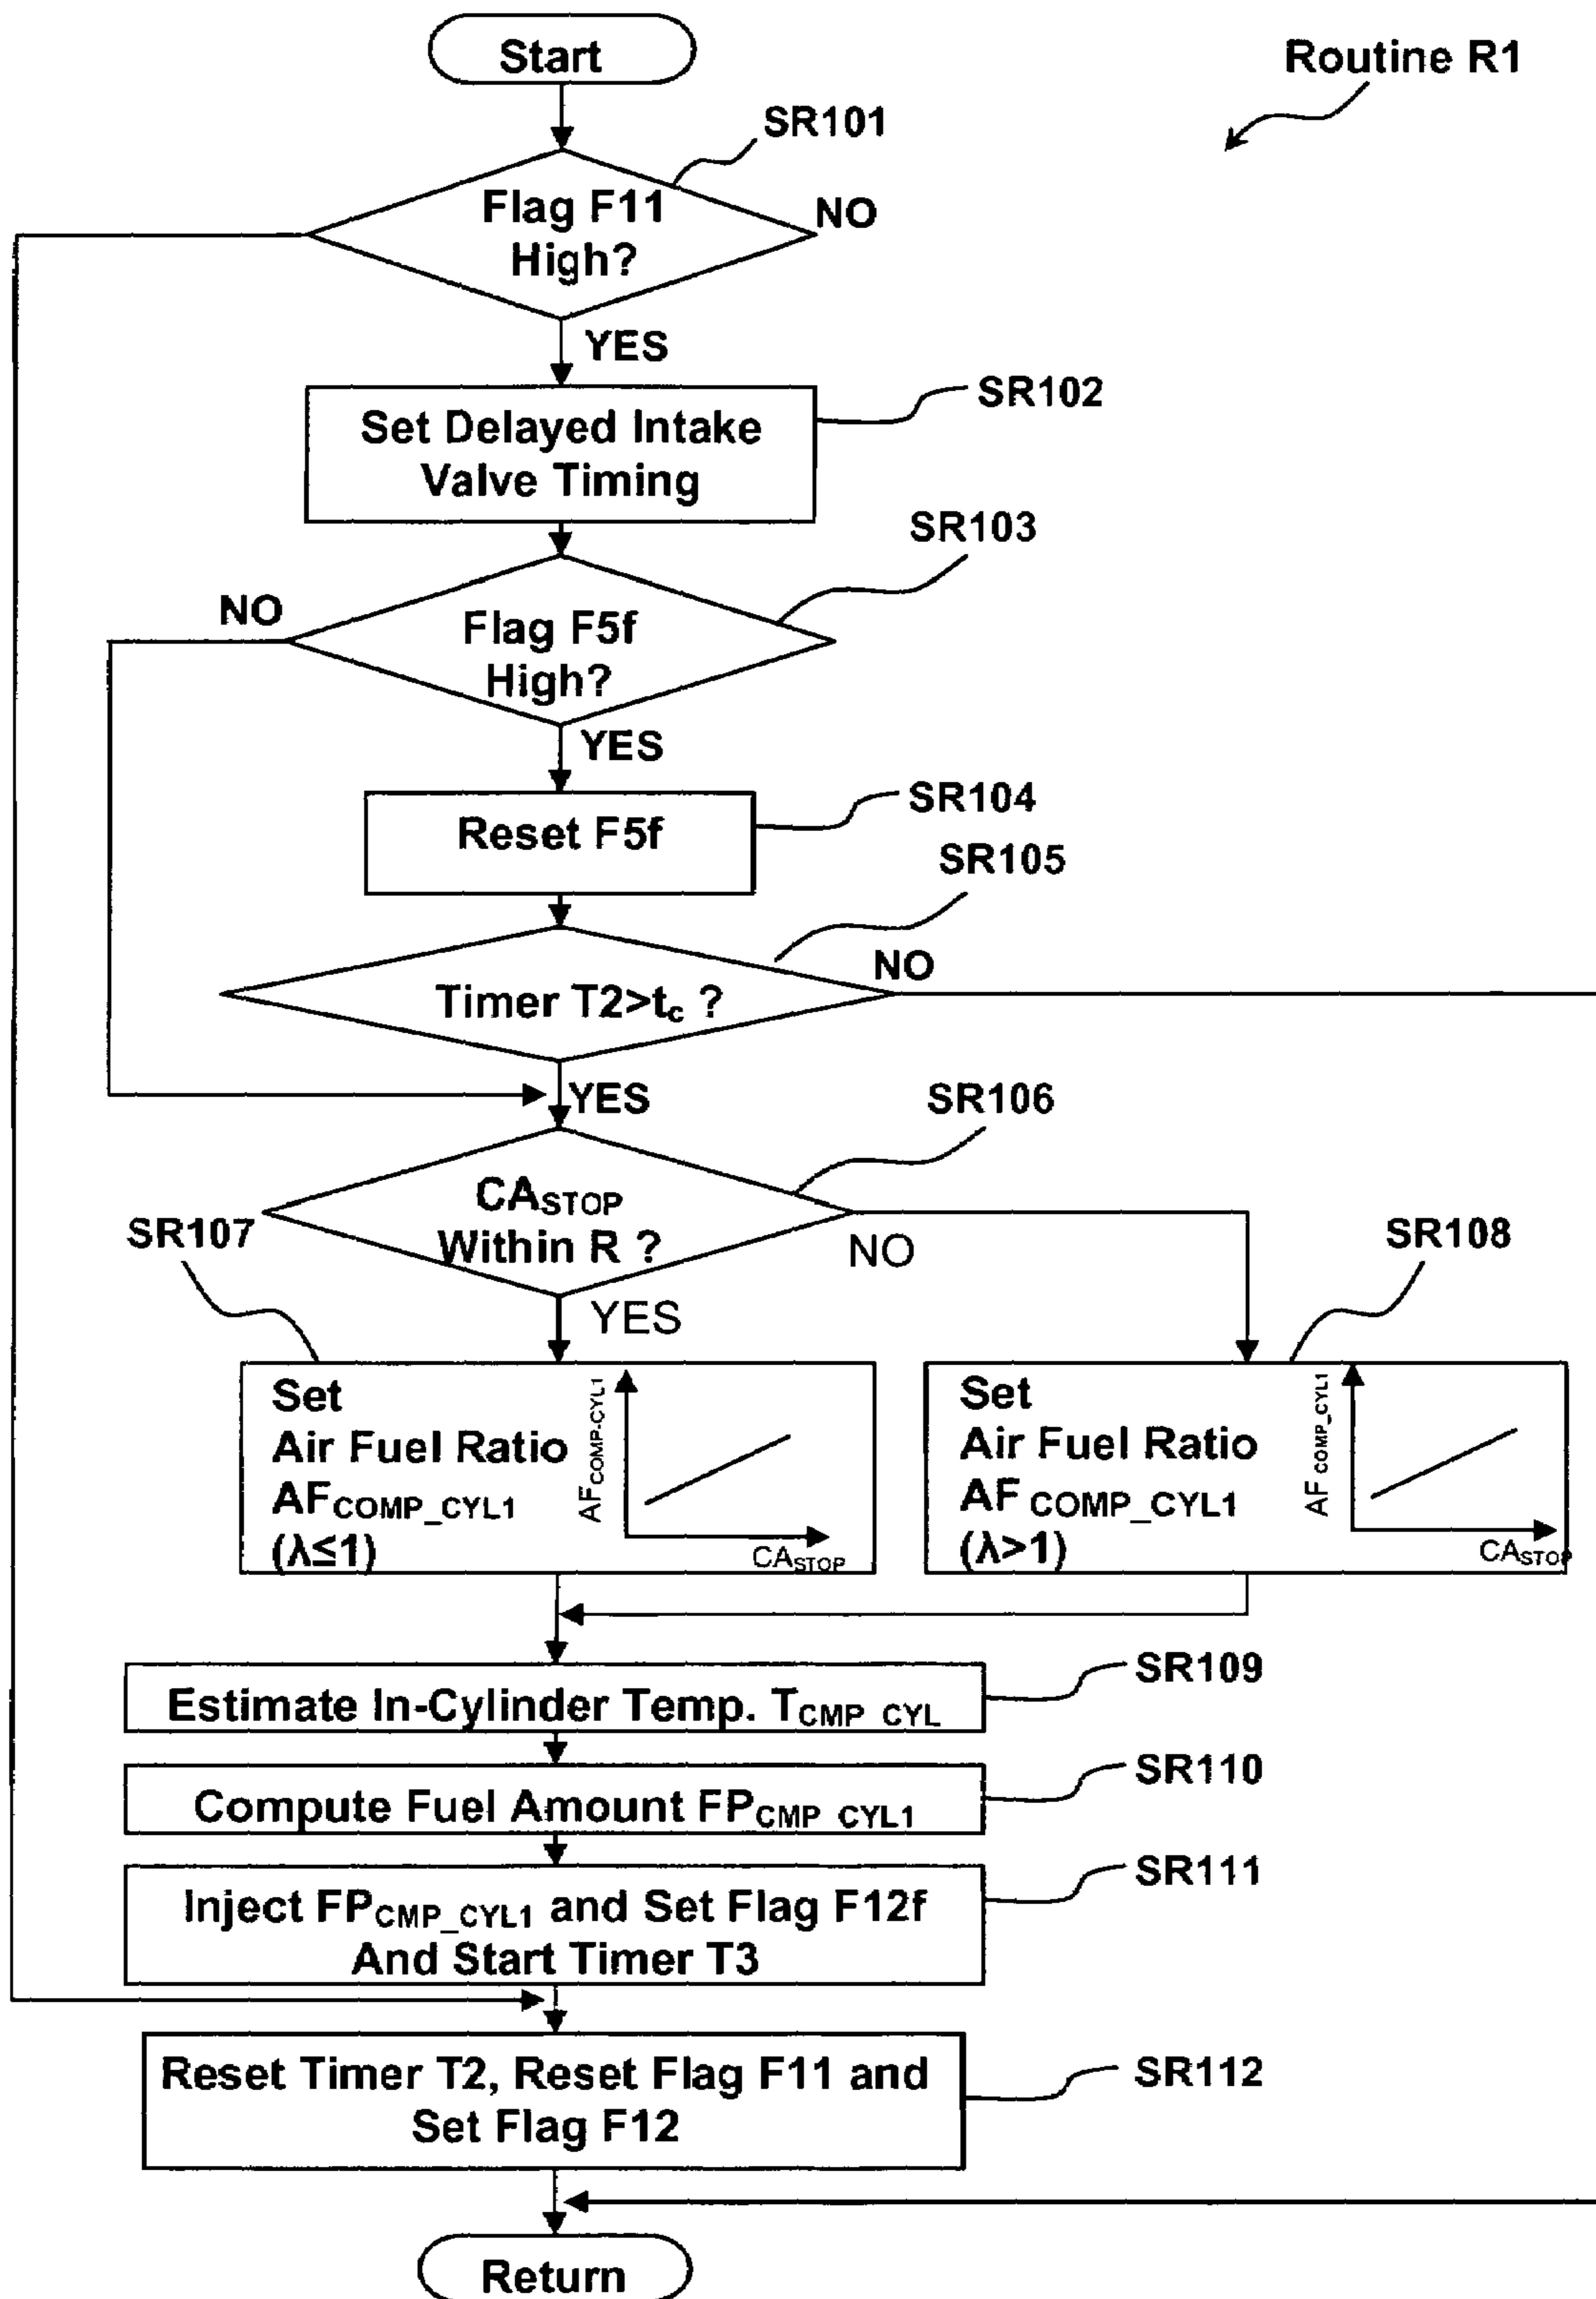 Start
Routine R1
SR101
Flag F11
High?
NO
YES
SR102
Set Delayed Intake
Valve Timing
SR103
NO
Flag F5f
High?
YES
SR104
Reset F5f
SR105
NO
Timer T2>tc ?
YES
SR106
CASTOP
Within R ?
NO
YES
SR107
SR108
Set
Air Fuel Ratio
AFCOMP_CYL1
(λ≤1)
AFCOMP-CYL1
CASTOP
Set
Air Fuel Ratio
AF COMP_CYL1
(λ>1)
AF COMP_CYL1
CASTOP
SR109
Estimate In-Cylinder Temp. TCMP_CYL
SR110
Compute Fuel Amount FPCMP_CYL1
SR111
Inject FPCMP_CYL1 and Set Flag F12f
And Start Timer T3
SR112
Reset Timer T2, Reset Flag F11 and
Set Flag F12
Return